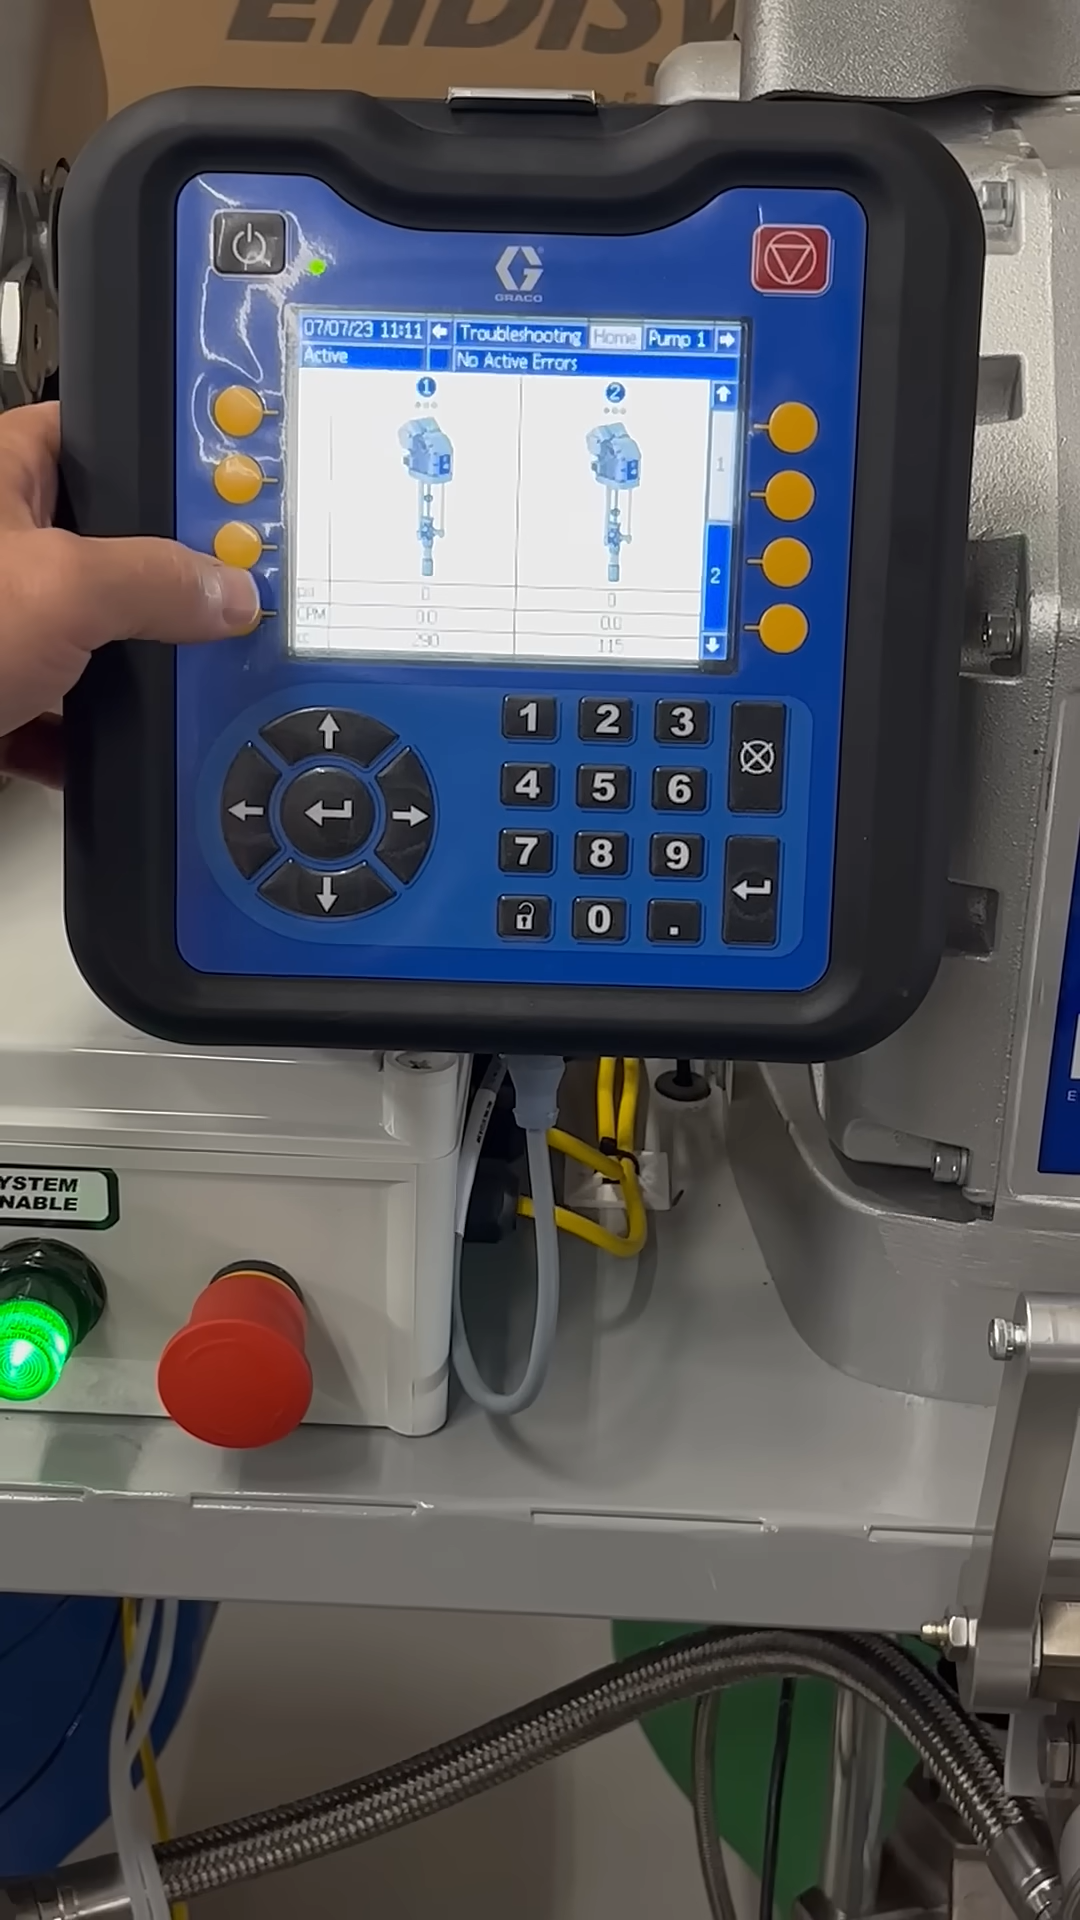 GRACO
07/07/23 11:11 Troubleshooting Home Pump 1
Active No Active Errors
1 2
1
2
psi 0 0
CPM 0.0 0.0
cc 290 115
1 2 3
4 5 6
7 8 9
0 .
YSTEM
NABLE
E